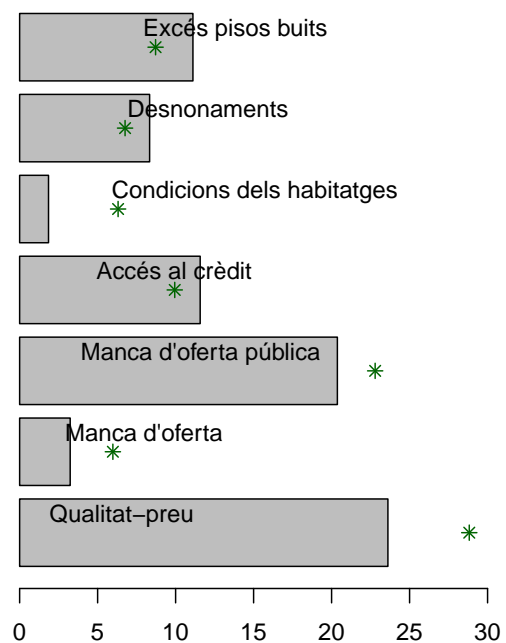 Excés pisos buits
Desnonaments
Condicions dels habitatges
Accés al crèdit
Manca d'oferta pública
Manca d'oferta
Qualitat−preu
0 5 10 15 20 25 30